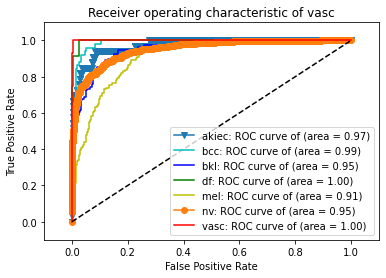 Receiver operating characteristic of vasc
True Positive Rate
1.0
0.8
0.6
0.4
0.2
0.0
akiec: ROC curve of (area = 0.97)
bcc: ROC curve of (area = 0.99)
bkl: ROC curve of (area = 0.95)
df: ROC curve of (area = 1.00)
mel: ROC curve of (area = 0.91)
nv: ROC curve of (area = 0.95)
vasc: ROC curve of (area = 1.00)
0.0 0.2 0.4 0.6 0.8 1.0
False Positive Rate